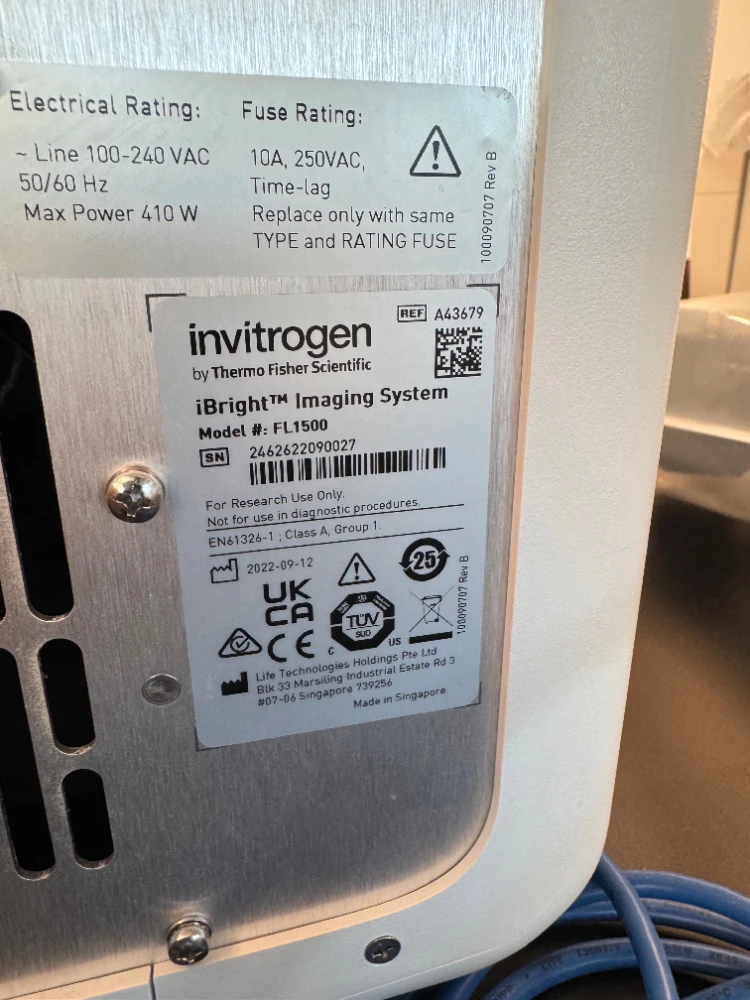 Electrical Rating:
~ Line 100-240 VAC
50/60 Hz
Max Power 410 W
Fuse Rating:
10A, 250VAC,
Time-lag
Replace only with same
TYPE and RATING FUSE
100090707 Rev B
REF A43679
invitrogen
by Thermo Fisher Scientific
iBright™ Imaging System
Model #: FL1500
SN 2462622090027
For Research Use Only.
Not for use in diagnostic procedures.
EN61326-1 ; Class A, Group 1.
2022-09-12
25
UK
CA
CE
TÜV
SUD
C US
100090707 Rev B
Life Technologies Holdings Pte Ltd
Blk 33 Marsiling Industrial Estate Rd 3
#07-06 Singapore 739256
Made in Singapore